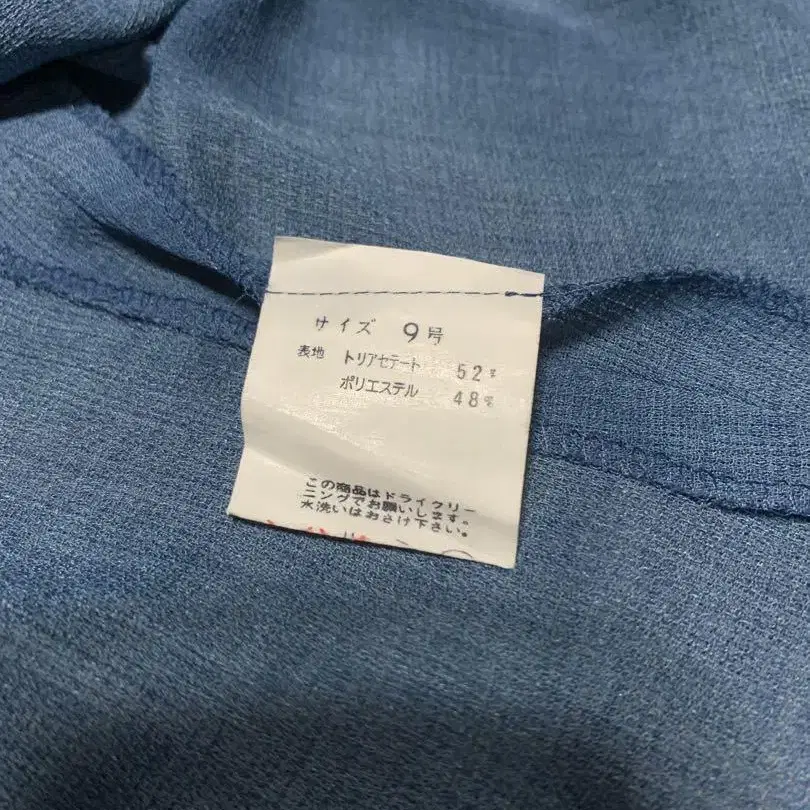 サイズ 9号
表地 トリアセテート 52%
ポリエステル 48%
この商品はドライクリー
ニングでお願いします。
水洗いはおさけ下さい。